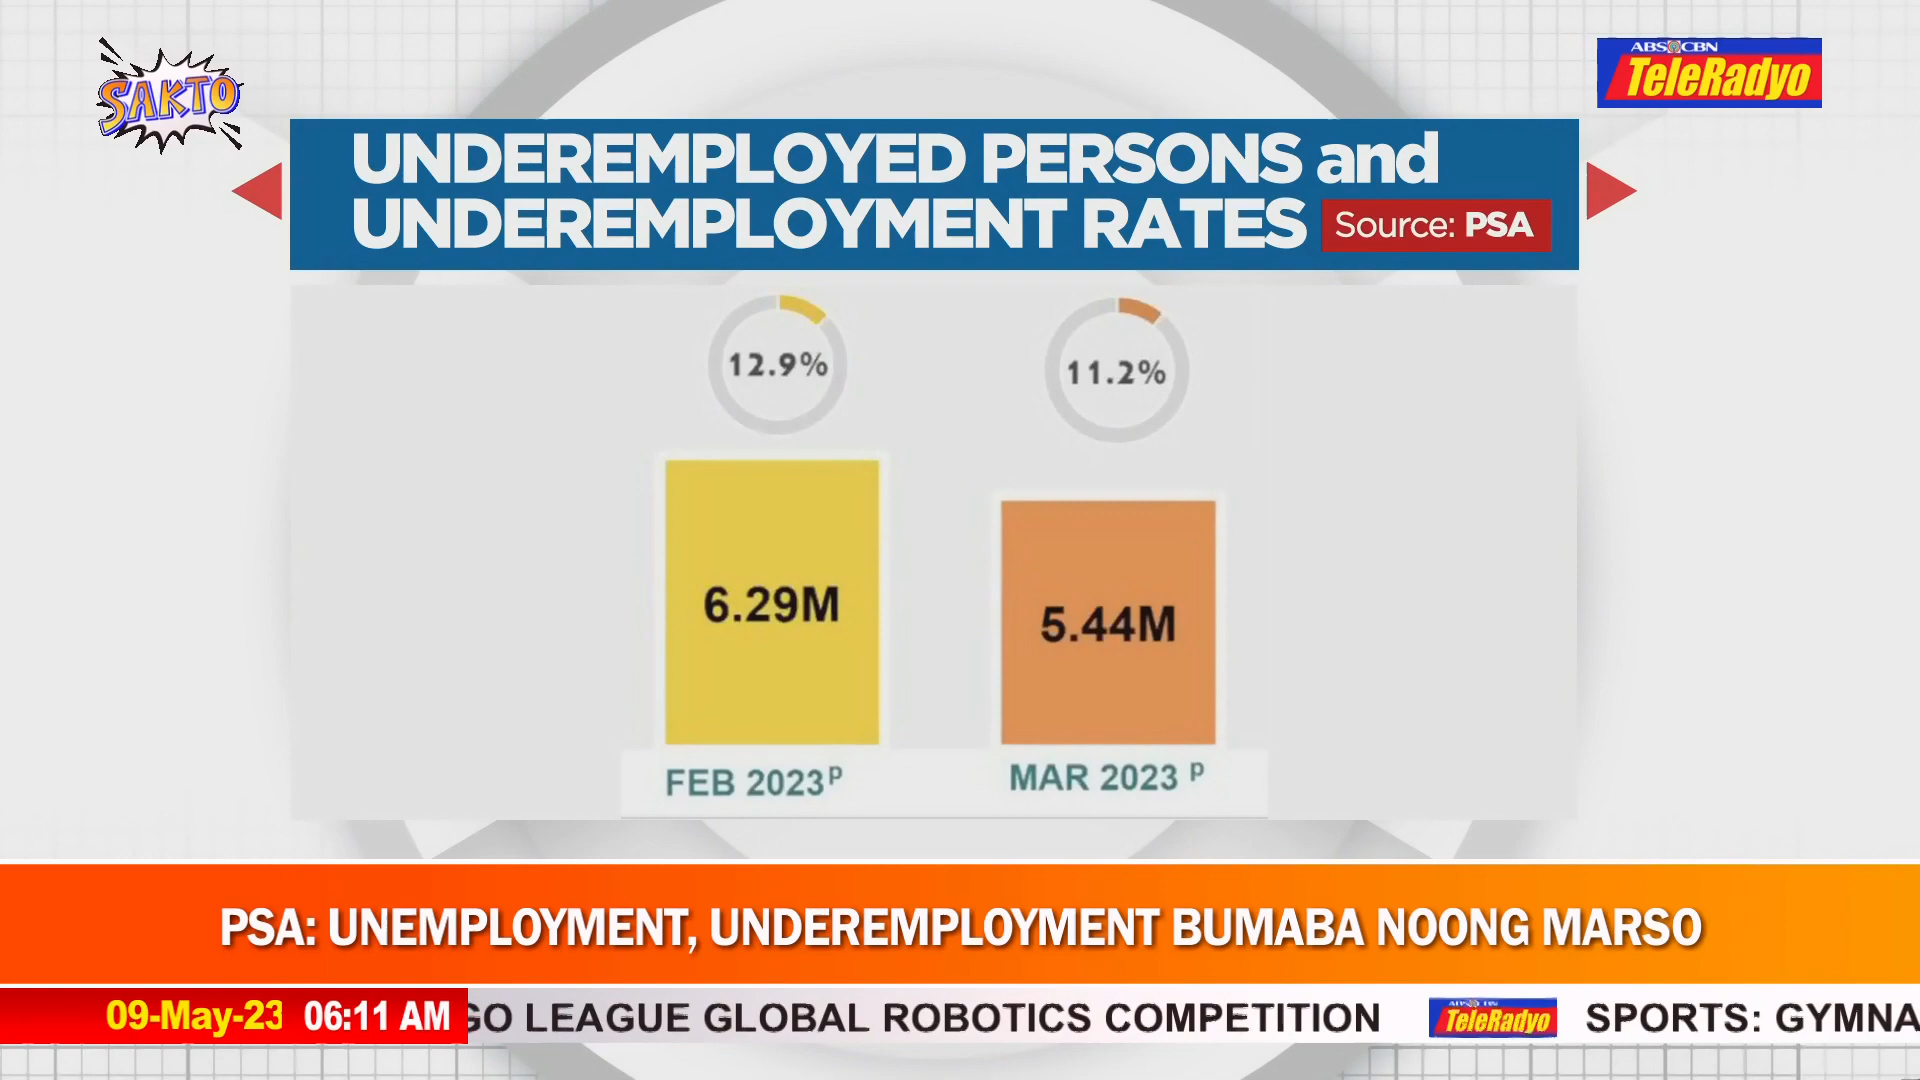 SAKTO
ABS-CBN
TeleRadyo
UNDEREMPLOYED PERSONS and
UNDEREMPLOYMENT RATES Source: PSA
12.9%
11.2%
6.29M
5.44M
FEB 2023ᵖ
MAR 2023 ᵖ
PSA: UNEMPLOYMENT, UNDEREMPLOYMENT BUMABA NOONG MARSO
09-May-23 06:11 AM GO LEAGUE GLOBAL ROBOTICS COMPETITION ABS-CBN TeleRadyo SPORTS: GYMNA